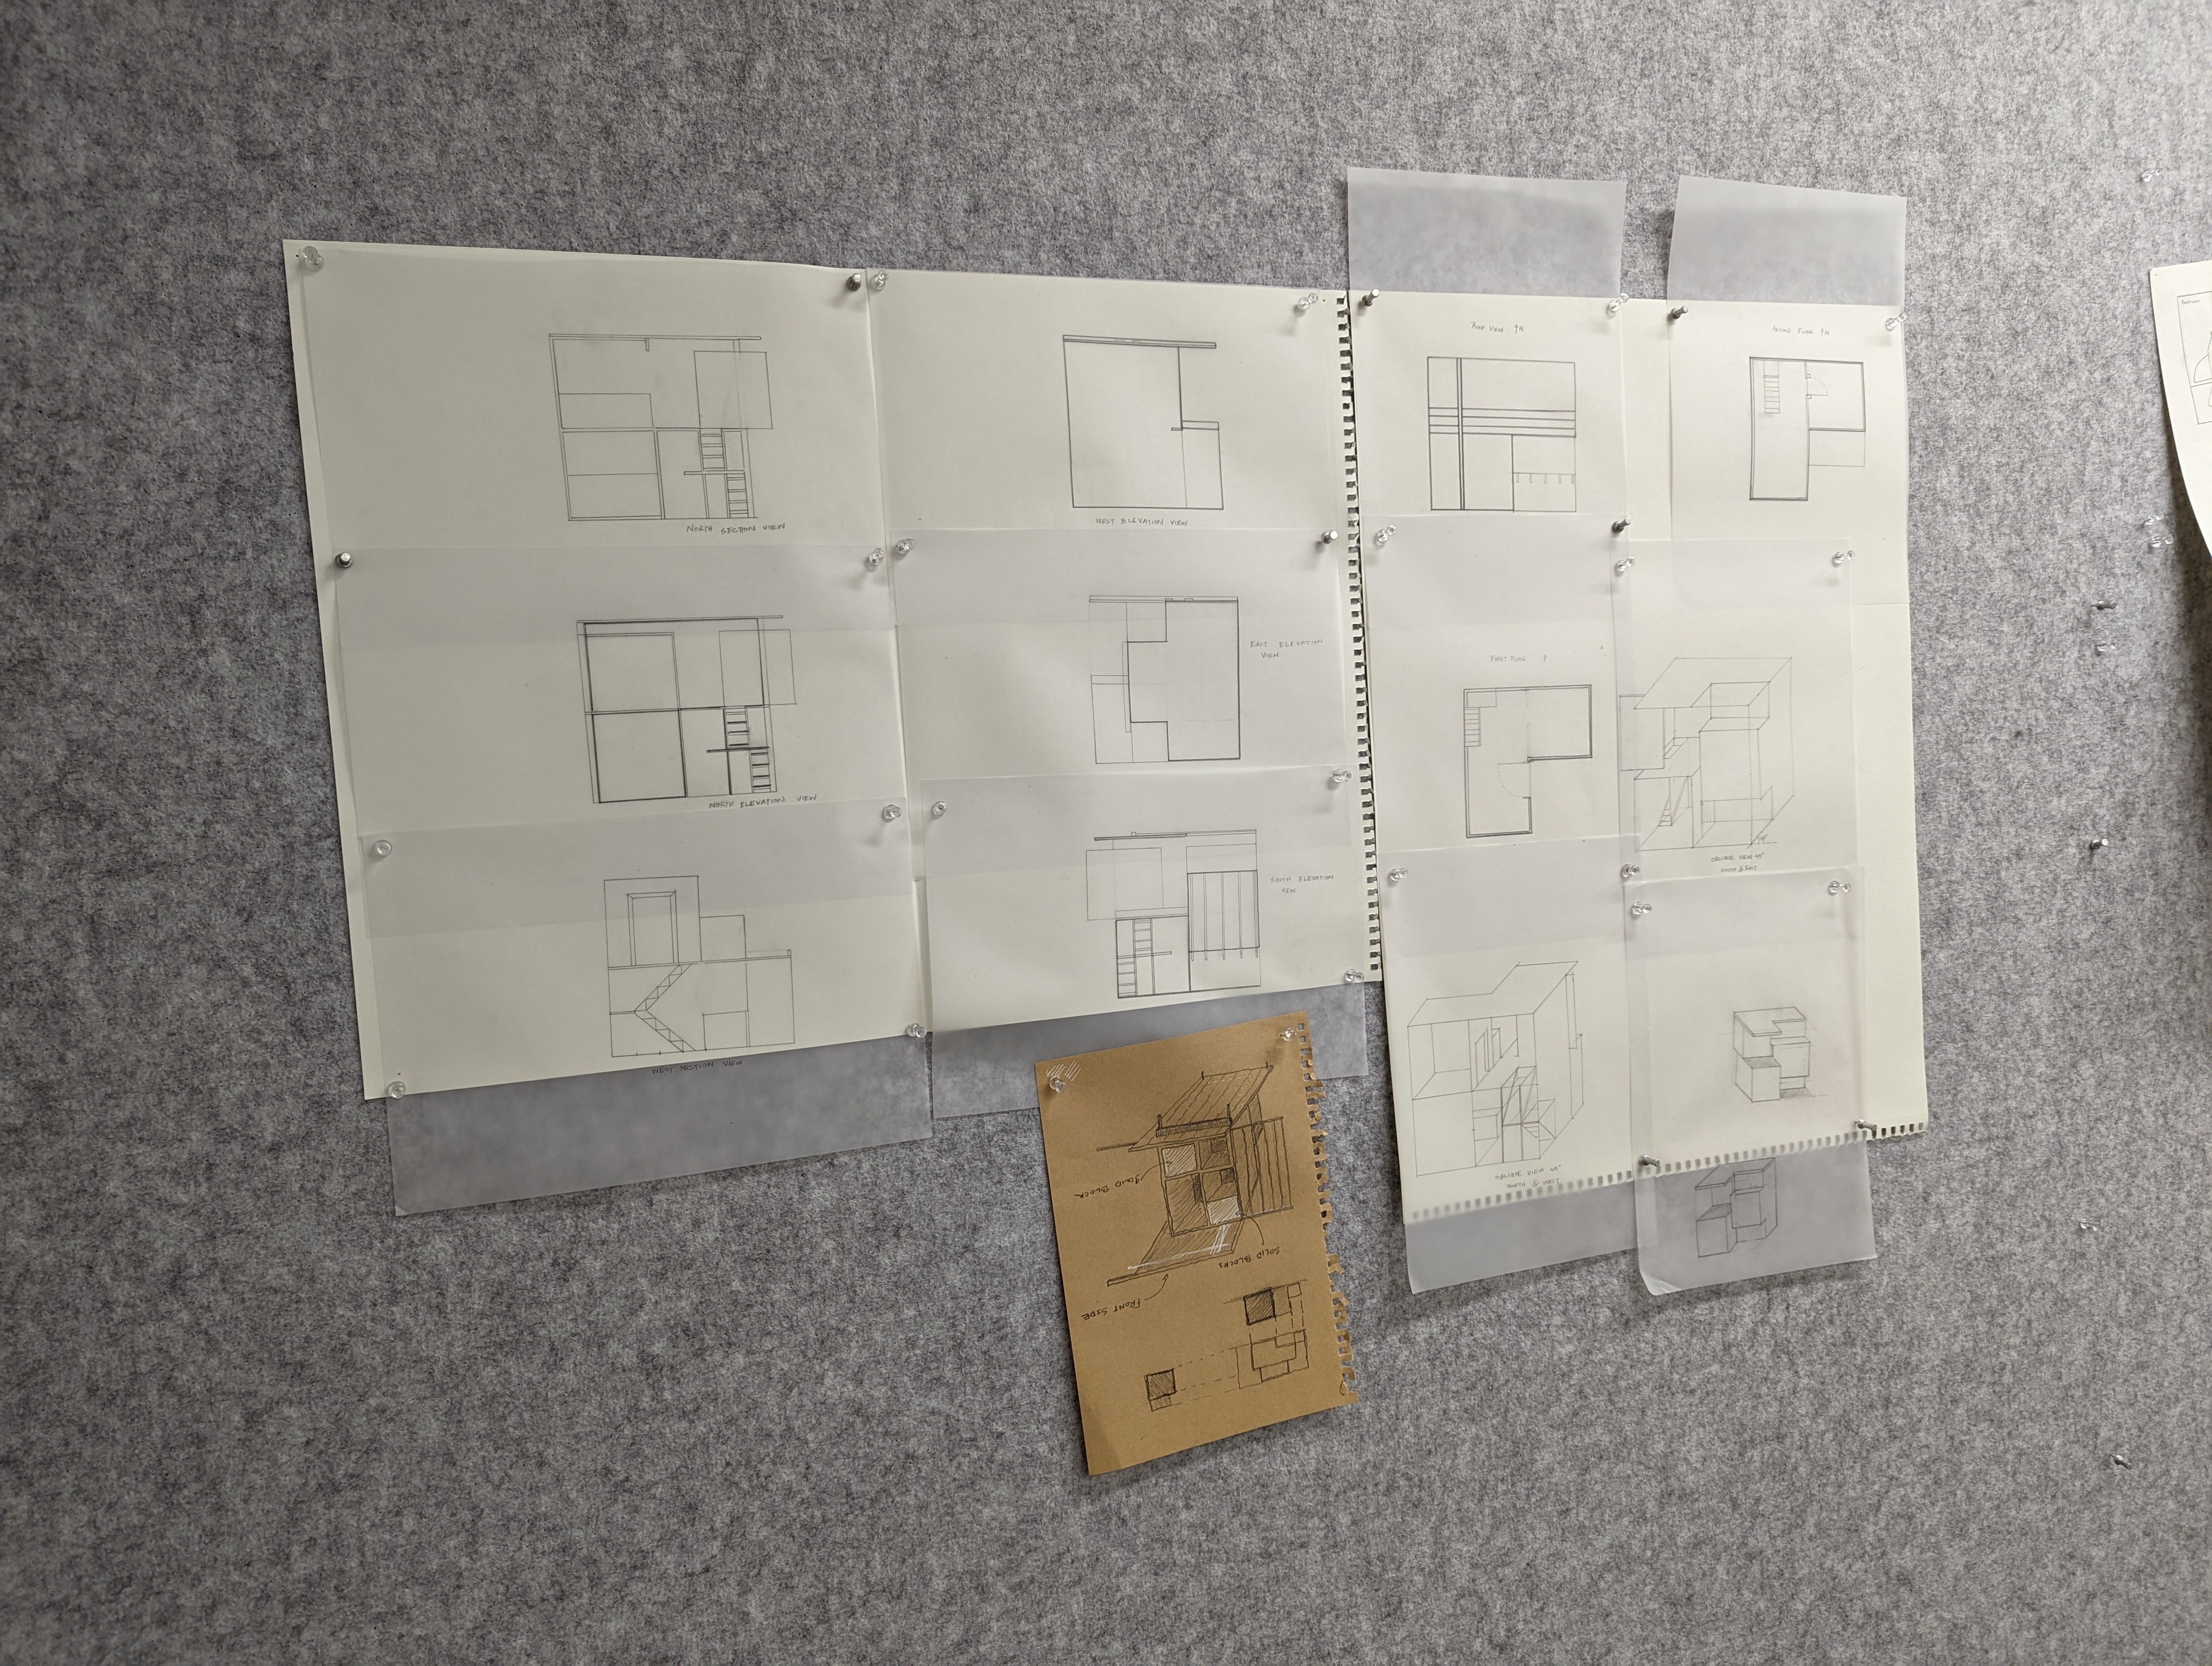 NORTH SECTION VIEW
WEST ELEVATION VIEW
ROOF VIEW N
FLOOR N
NORTH ELEVATION VIEW
EAST ELEVATION
VIEW
FIRST FLOOR
OBLIQUE VIEW 45°
SOUTH & EAST
WEST SECTION VIEW
SOUTH ELEVATION
VIEW
OBLIQUE VIEW 45°
NORTH & WEST
SOLID BLOCK
SOLID BLOCKS
FRONT SIDE
Bedroom